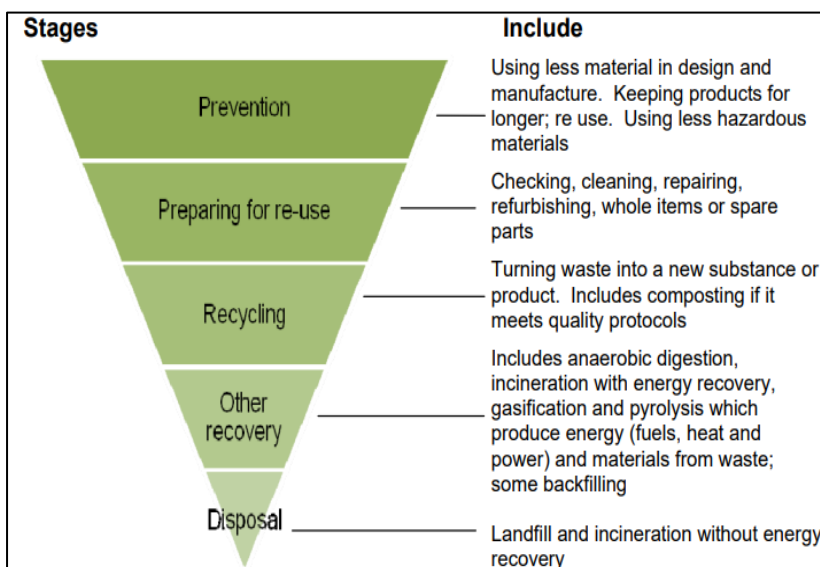 Stages
Include
Prevention
Using less material in design and
manufacture.  Keeping products for
longer; re use.  Using less hazardous
materials
Preparing for re-use
Checking, cleaning, repairing,
refurbishing, whole items or spare
parts
Recycling
Turning waste into a new substance or
product.  Includes composting if it
meets quality protocols
Other
recovery
Includes anaerobic digestion,
incineration with energy recovery,
gasification and pyrolysis which
produce energy (fuels, heat and
power) and materials from waste;
some backfilling
Disposal
Landfill and incineration without energy
recovery